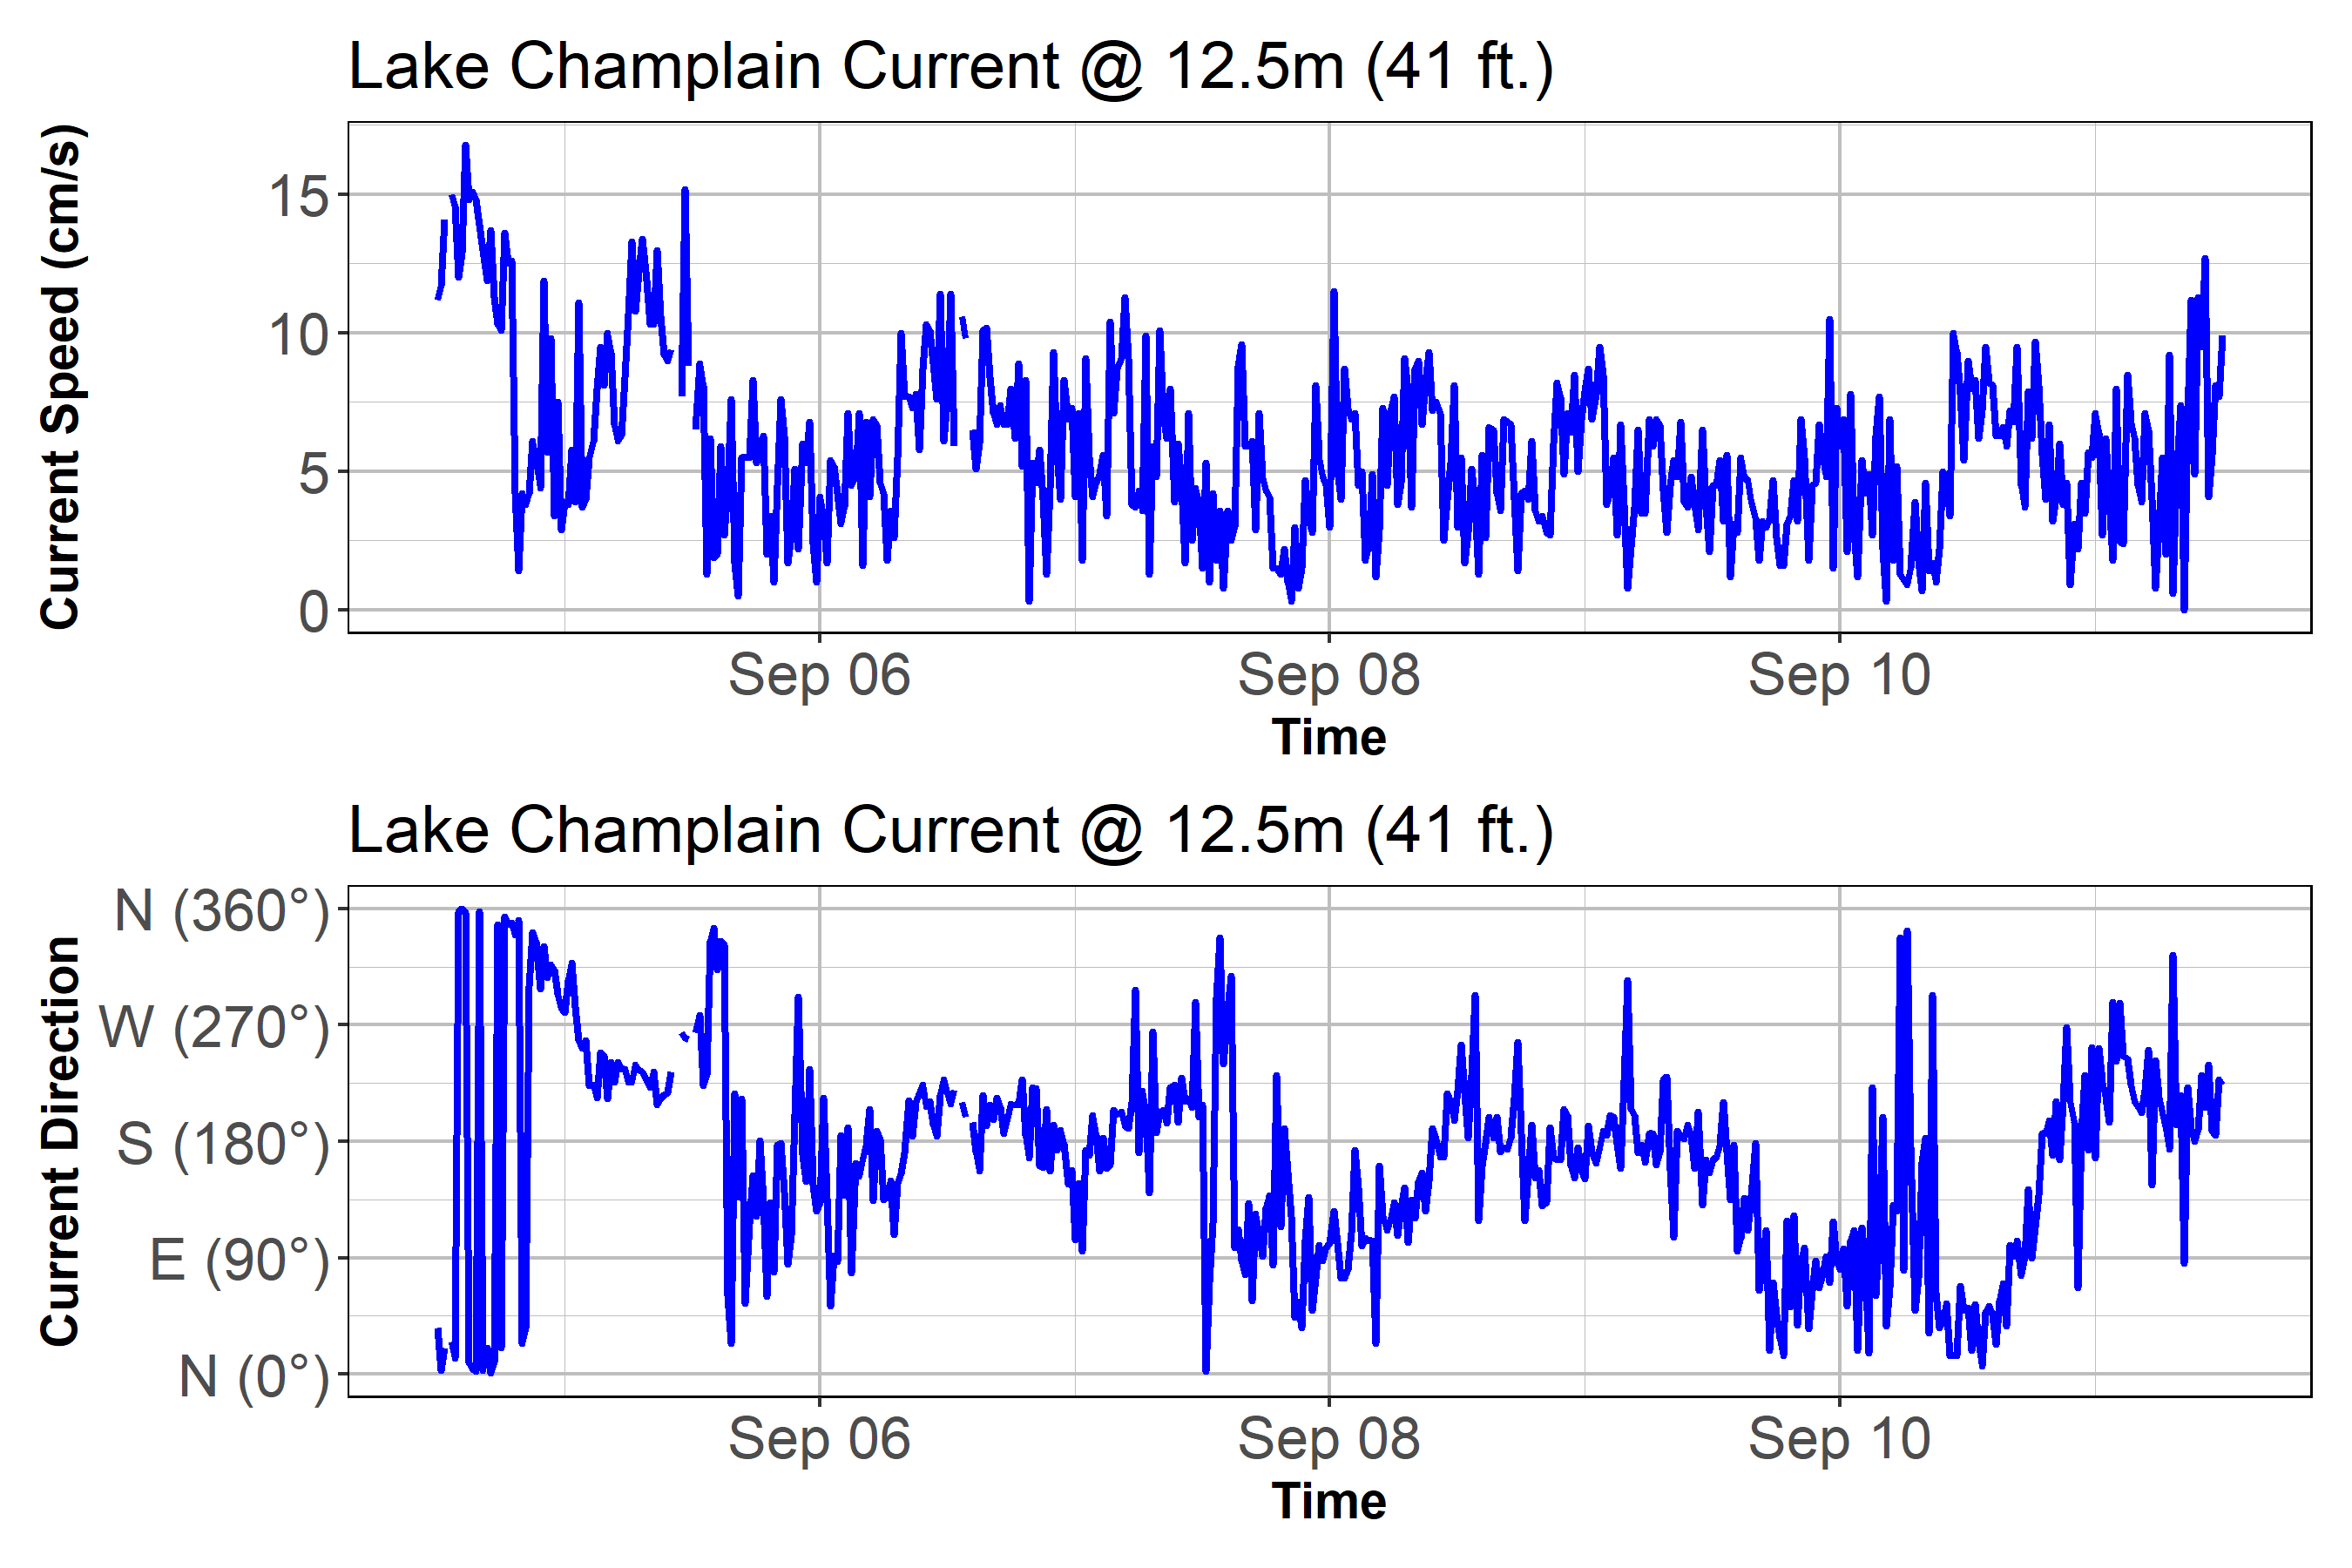 Lake Champlain Current @ 12.5m (41 ft.)
Current Speed (cm/s)
15
10
5
0
Sep 06 Sep 08 Sep 10
Time
Lake Champlain Current @ 12.5m (41 ft.)
Current Direction
N (360°)
W (270°)
S (180°)
E (90°)
N (0°)
Sep 06 Sep 08 Sep 10
Time